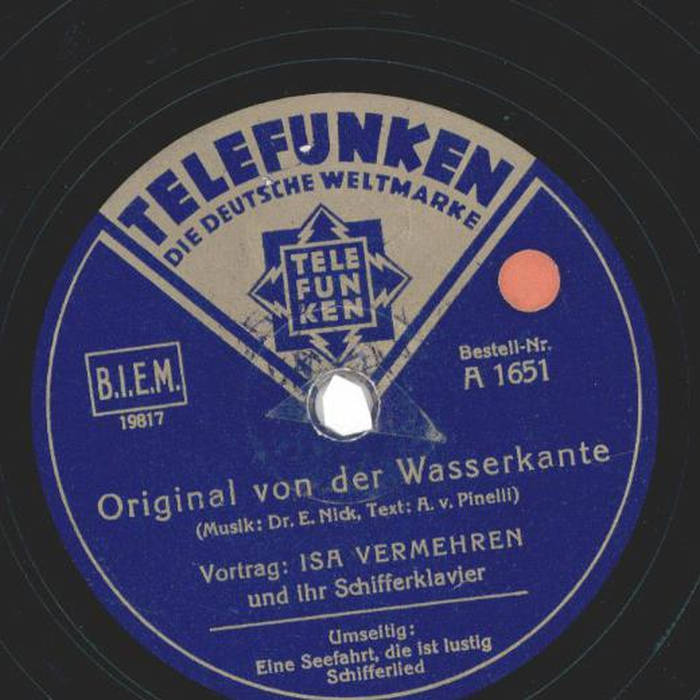 TELEFUNKEN
DIE DEUTSCHE WELTMARKE
TELE
FUN
KEN
B.I.E.M.
19817
Bestell-Nr.
A 1651
Original von der Wasserkante
(Musik: Dr. E. Nick, Text: A. v. Pinelli)
Vortrag: ISA VERMEHREN
und ihr Schifferklavier
Umseitig:
Eine Seefahrt, die ist lustig
Schifferlied